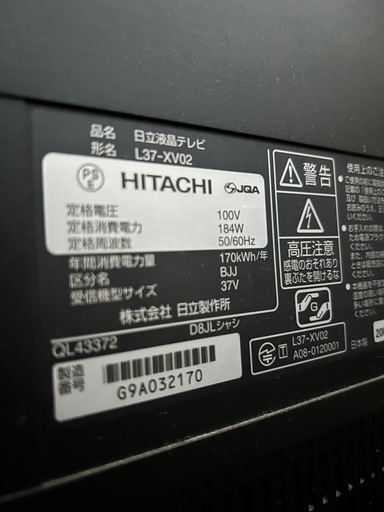 品名 日立液晶テレビ
形名 L37-XV02
PS
E
HITACHI
JQA
定格電圧 100V
定格消費電力 184W
定格周波数 50/60Hz
年間消費電力量 170kWh/年
区分名 BJJ
受信機型サイズ 37V
株式会社 日立製作所
D8JLシャシ
QL43372
製造番号 G9A032170
警告
高圧注意
感電のおそれあり
裏ぶたを開けるな
G
T
L37-XV02
A08-0120001
日本製
使用上の